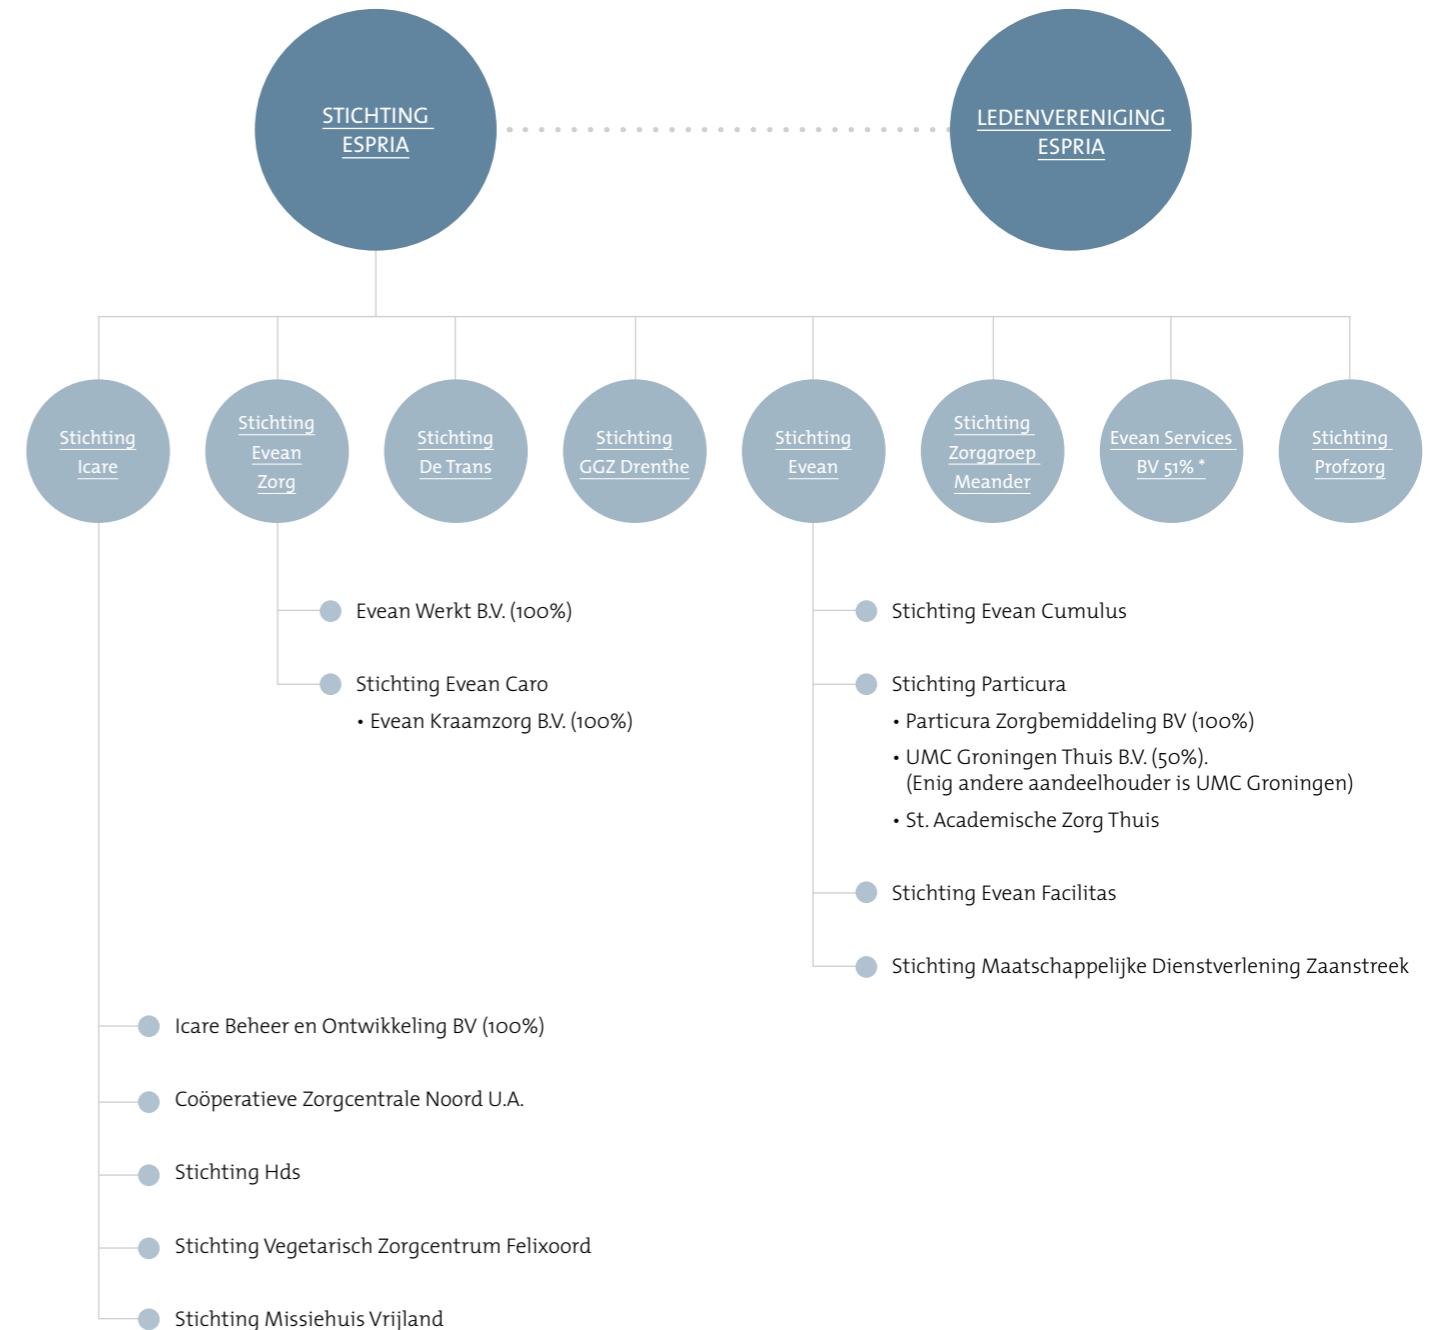 STICHTING
ESPRIA
LEDENVERENIGING
ESPRIA
Stichting
Icare
Stichting
Evean
Zorg
Stichting
De Trans
Stichting
GGZ Drenthe
Stichting
Evean
Stichting
Zorggroep
Meander
Evean Services
BV 51% *
Stichting
Profzorg
Evean Werkt B.V. (100%)
Stichting Evean Caro
• Evean Kraamzorg B.V. (100%)
Stichting Evean Cumulus
Stichting Particura
• Particura Zorgbemiddeling BV (100%)
• UMC Groningen Thuis B.V. (50%).
(Enig andere aandeelhouder is UMC Groningen)
• St. Academische Zorg Thuis
Stichting Evean Facilitas
Stichting Maatschappelijke Dienstverlening Zaanstreek
Icare Beheer en Ontwikkeling BV (100%)
Coöperatieve Zorgcentrale Noord U.A.
Stichting Hds
Stichting Vegetarisch Zorgcentrum Felixoord
Stichting Missiehuis Vrijland